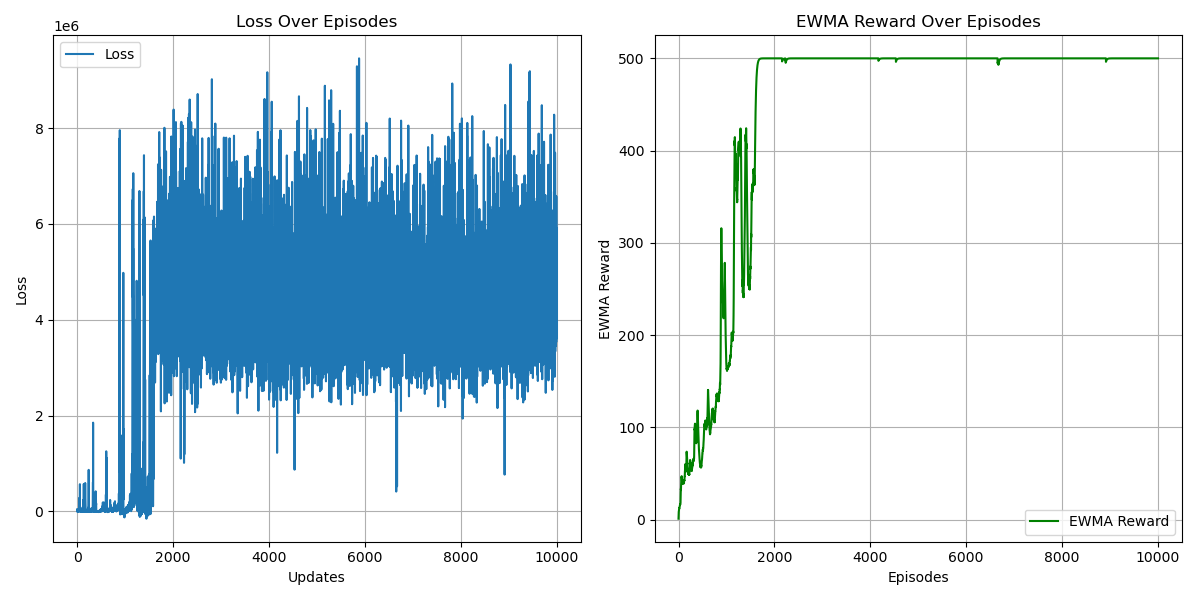 Loss Over Episodes
1e6
Loss
8
6
4
2
0
Loss
0 2000 4000 6000 8000 10000
Updates
EWMA Reward Over Episodes
500
400
300
200
100
0
EWMA Reward
EWMA Reward
0 2000 4000 6000 8000 10000
Episodes